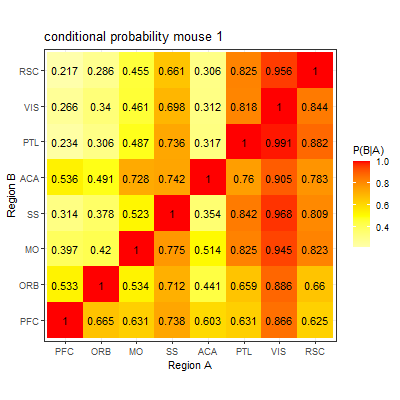 conditional probability mouse 1
RSC 0.217 0.286 0.455 0.661 0.306 0.825 0.956 1
VIS 0.266 0.34 0.461 0.698 0.312 0.818 1 0.844
PTL 0.234 0.306 0.487 0.736 0.317 1 0.991 0.882
ACA 0.536 0.491 0.728 0.742 1 0.76 0.905 0.783
SS 0.314 0.378 0.523 1 0.354 0.842 0.968 0.809
MO 0.397 0.42 1 0.775 0.514 0.825 0.945 0.823
ORB 0.533 1 0.534 0.712 0.441 0.659 0.886 0.66
PFC 1 0.665 0.631 0.738 0.603 0.631 0.866 0.625
PFC ORB MO SS ACA PTL VIS RSC
Region A
Region B
P(B|A)
1.0
0.8
0.6
0.4